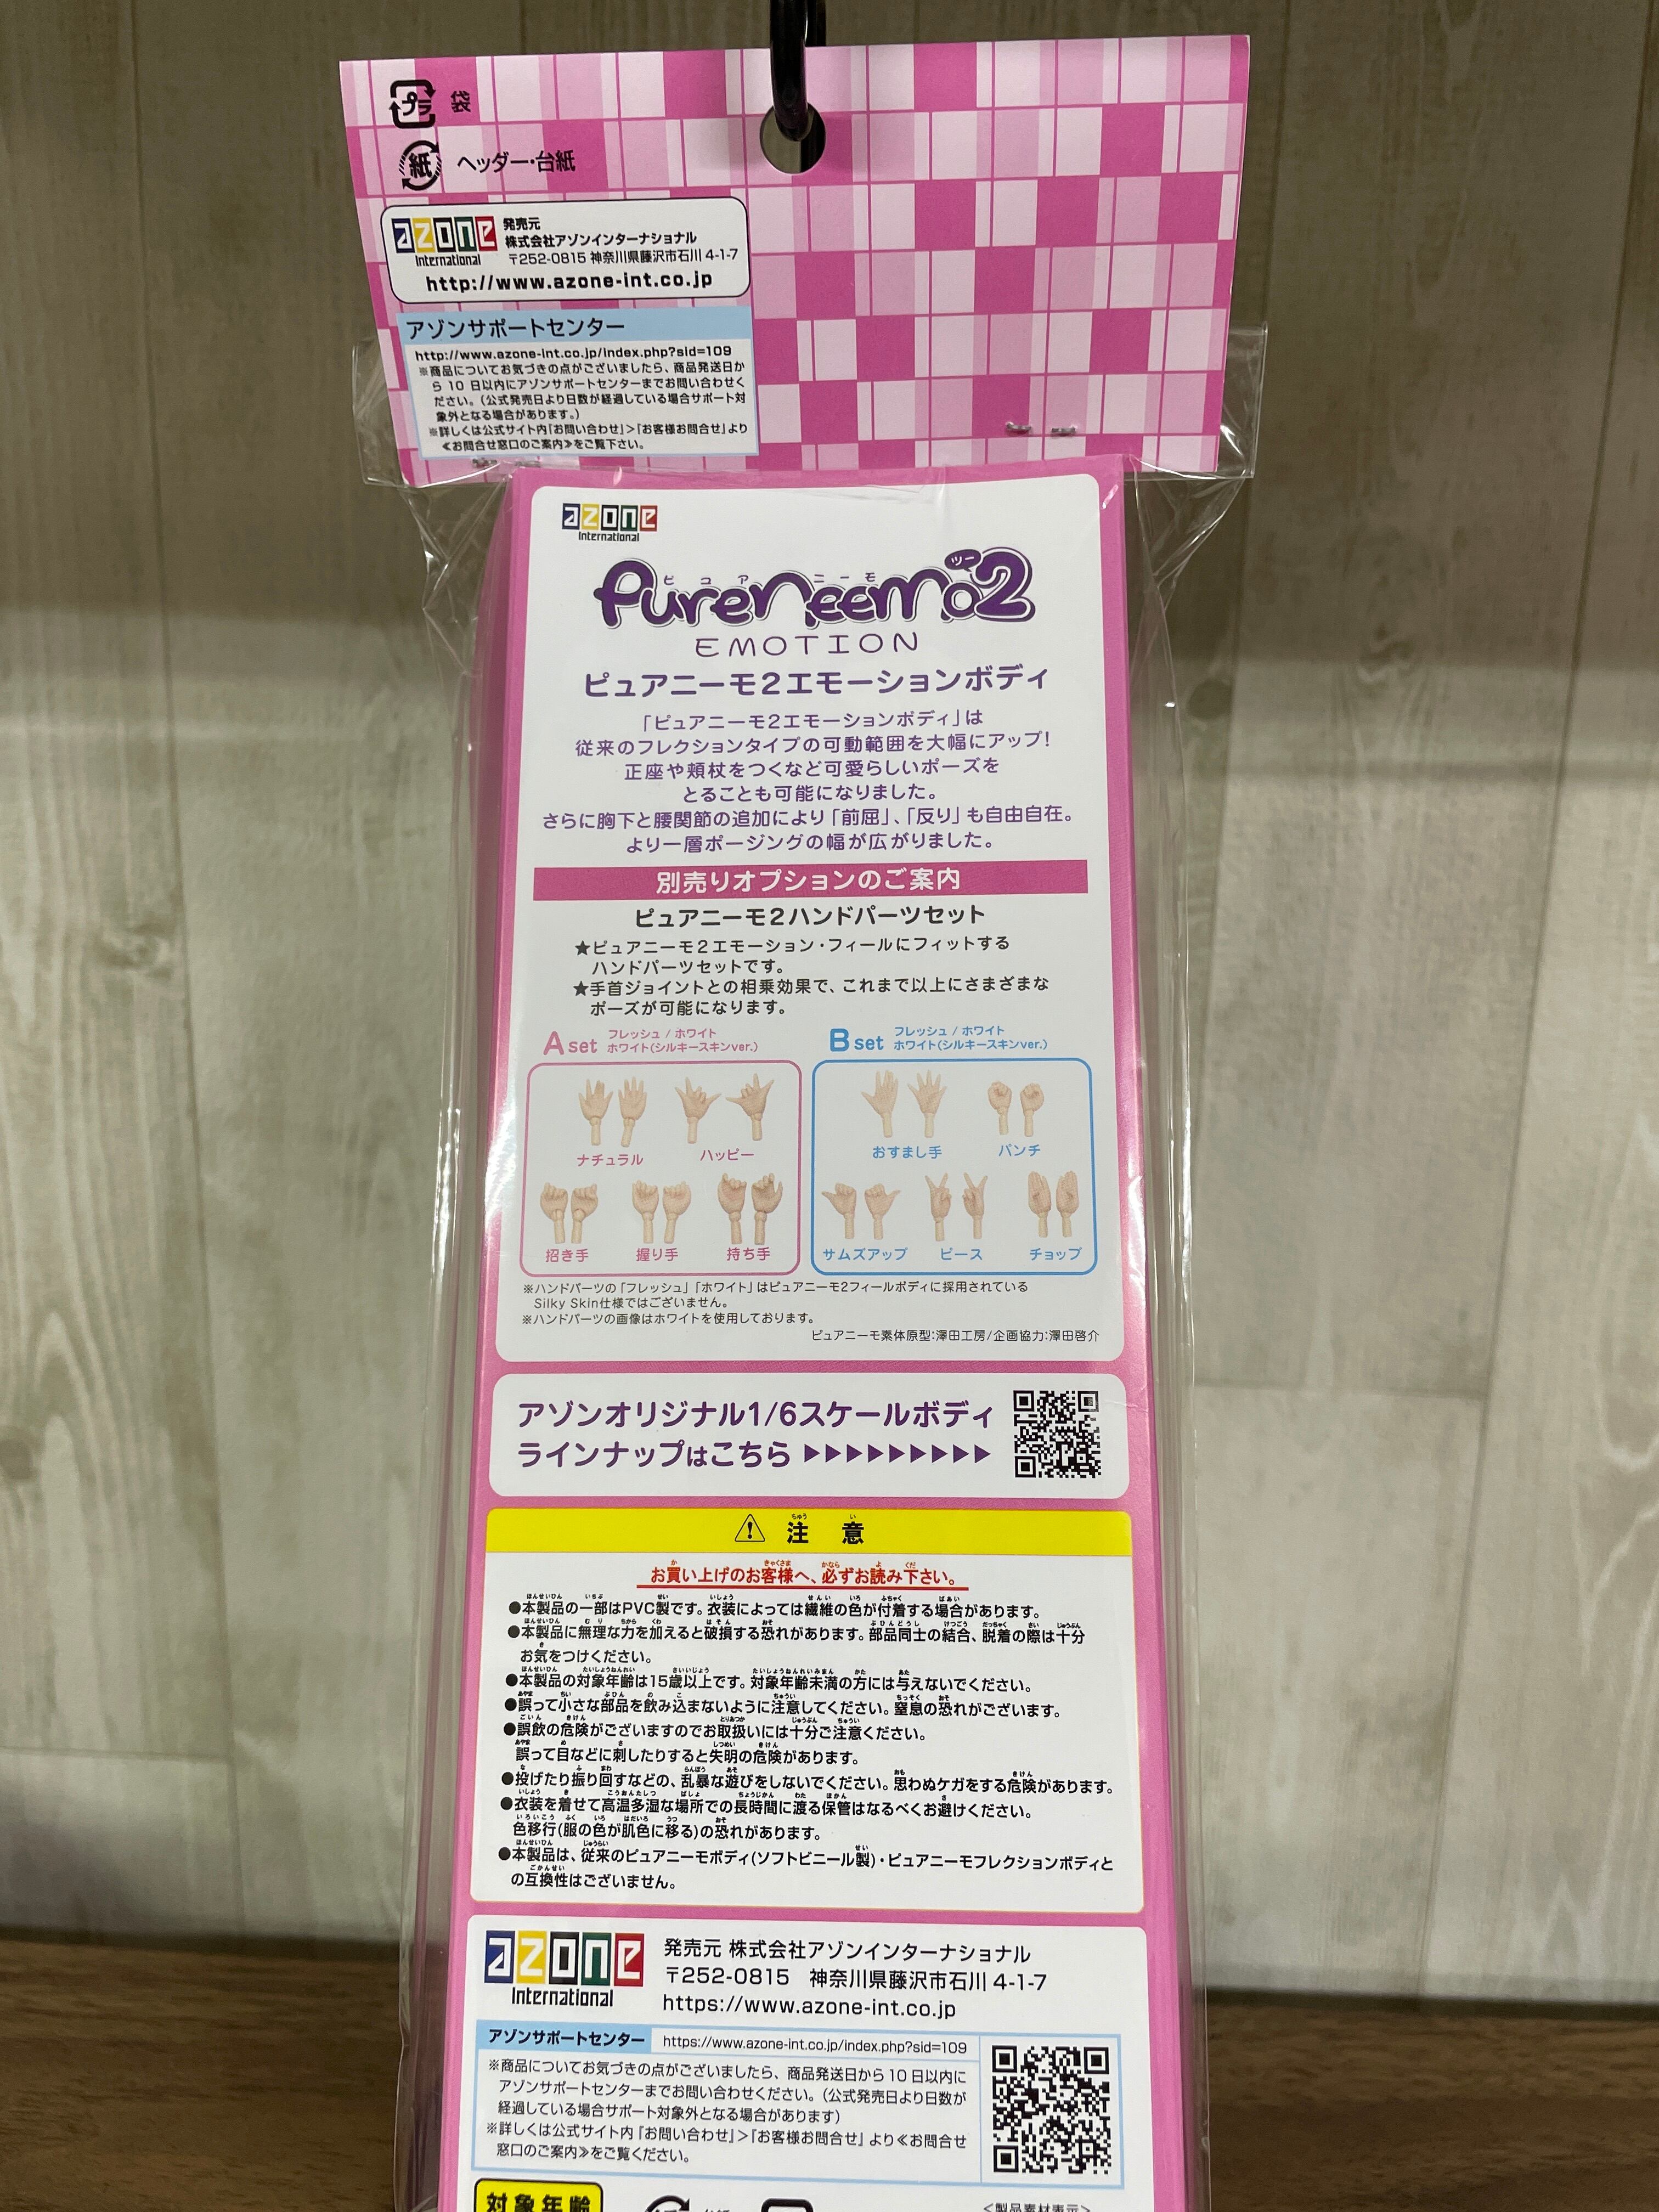 プラ 袋
紙 ヘッダー・台紙
azone International
発売元
株式会社アゾンインターナショナル
〒252-0815 神奈川県藤沢市石川 4-1-7
http://www.azone-int.co.jp
アゾンサポートセンター
http://www.azone-int.co.jp/index.php?sid=109
※商品についてお気づきの点がございましたら、商品発送日か
ら 10 日以内にアゾンサポートセンターまでお問い合わせく
ださい。(公式発売日より日数が経過している場合サポート対
象外となる場合があります。)
※詳しくは公式サイト内「お問い合わせ」>「お客様お問合せ」より
≪お問合せ窓口のご案内≫をご覧下さい。
azone International
ピュアニーモ ツー
PureNeemo2
EMOTION
ピュアニーモ2エモーションボディ
「ピュアニーモ2エモーションボディ」は
従来のフレクションタイプの可動範囲を大幅にアップ!
正座や頬杖をつくなど可愛らしいポーズを
とることも可能になりました。
さらに胸下と腰関節の追加により「前屈」、「反り」も自由自在。
より一層ポージングの幅が広がりました。
別売りオプションのご案内
ピュアニーモ2ハンドパーツセット
★ピュアニーモ2エモーション・フィールにフィットする
ハンドパーツセットです。
★手首ジョイントとの相乗効果で、これまで以上にさまざまな
ポーズが可能になります。
A set フレッシュ / ホワイト
ホワイト(シルキースキンver.)
ナチュラル ハッピー
招き手 握り手 持ち手
B set フレッシュ / ホワイト
ホワイト(シルキースキンver.)
おすまし手 パンチ
サムズアップ ピース チョップ
※ハンドパーツの「フレッシュ」「ホワイト」はピュアニーモ2フィールボディに採用されている
Silky Skin仕様ではございません。
※ハンドパーツの画像はホワイトを使用しております。
ピュアニーモ素体原型:澤田工房/企画協力:澤田啓介
アゾンオリジナル1/6スケールボディ
ラインナップはこちら ▶▶▶▶▶▶▶▶▶
注意
お買い上げのお客様へ、必ずお読み下さい。
●本製品の一部はPVC製です。衣装によっては繊維の色が付着する場合があります。
●本製品に無理な力を加えると破損する恐れがあります。部品同士の結合、脱着の際は十分
お気をつけください。
●本製品の対象年齢は15歳以上です。対象年齢未満の方には与えないでください。
●誤って小さな部品を飲み込まないように注意してください。窒息の恐れがございます。
●誤飲の危険がございますのでお取扱いには十分ご注意ください。
誤って目などに刺したりすると失明の危険があります。
●投げたり振り回すなどの、乱暴な遊びをしないでください。思わぬケガをする危険があります。
●衣装を着せて高温多湿な場所での長時間に渡る保管はなるべくお避けください。
色移行(服の色が肌色に移る)の恐れがあります。
●本製品は、従来のピュアニーモボディ(ソフトビニール製)・ピュアニーモフレクションボディと
の互換性はございません。
azone International
発売元 株式会社アゾンインターナショナル
〒252-0815 神奈川県藤沢市石川 4-1-7
https://www.azone-int.co.jp
アゾンサポートセンター https://www.azone-int.co.jp/index.php?sid=109
※商品についてお気づきの点がございましたら、商品発送日から 10 日以内に
アゾンサポートセンターまでお問い合わせください。(公式発売日より日数が
経過している場合サポート対象外となる場合があります)
※詳しくは公式サイト内「お問い合わせ」>「お客様お問合せ」より≪お問合せ
窓口のご案内≫をご覧ください。
対象年齢
<製品素材表示>